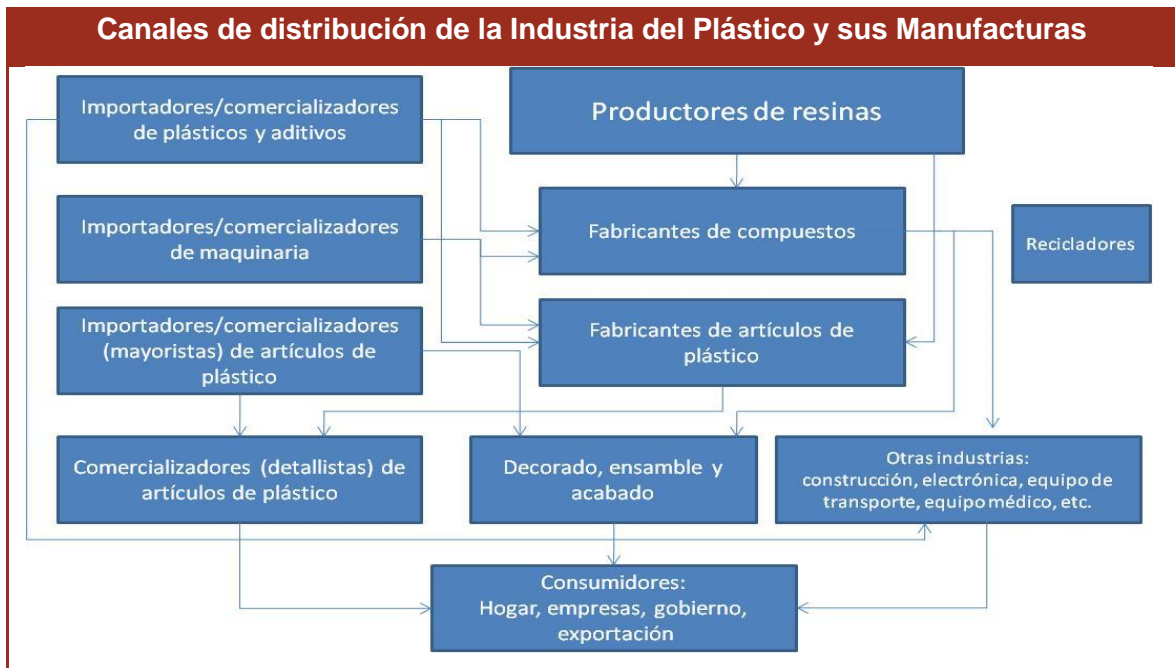 Canales de distribución de la Industria del Plástico y sus Manufacturas
Importadores/comercializadores
de plásticos y aditivos
Productores de resinas
Importadores/comercializadores
de maquinaria
Fabricantes de compuestos
Recicladores
Importadores/comercializadores
(mayoristas) de artículos de
plástico
Fabricantes de artículos de
plástico
Comercializadores (detallistas) de
artículos de plástico
Decorado, ensamble y
acabado
Otras industrias:
construcción, electrónica, equipo de
transporte, equipo médico, etc.
Consumidores:
Hogar, empresas, gobierno,
exportación